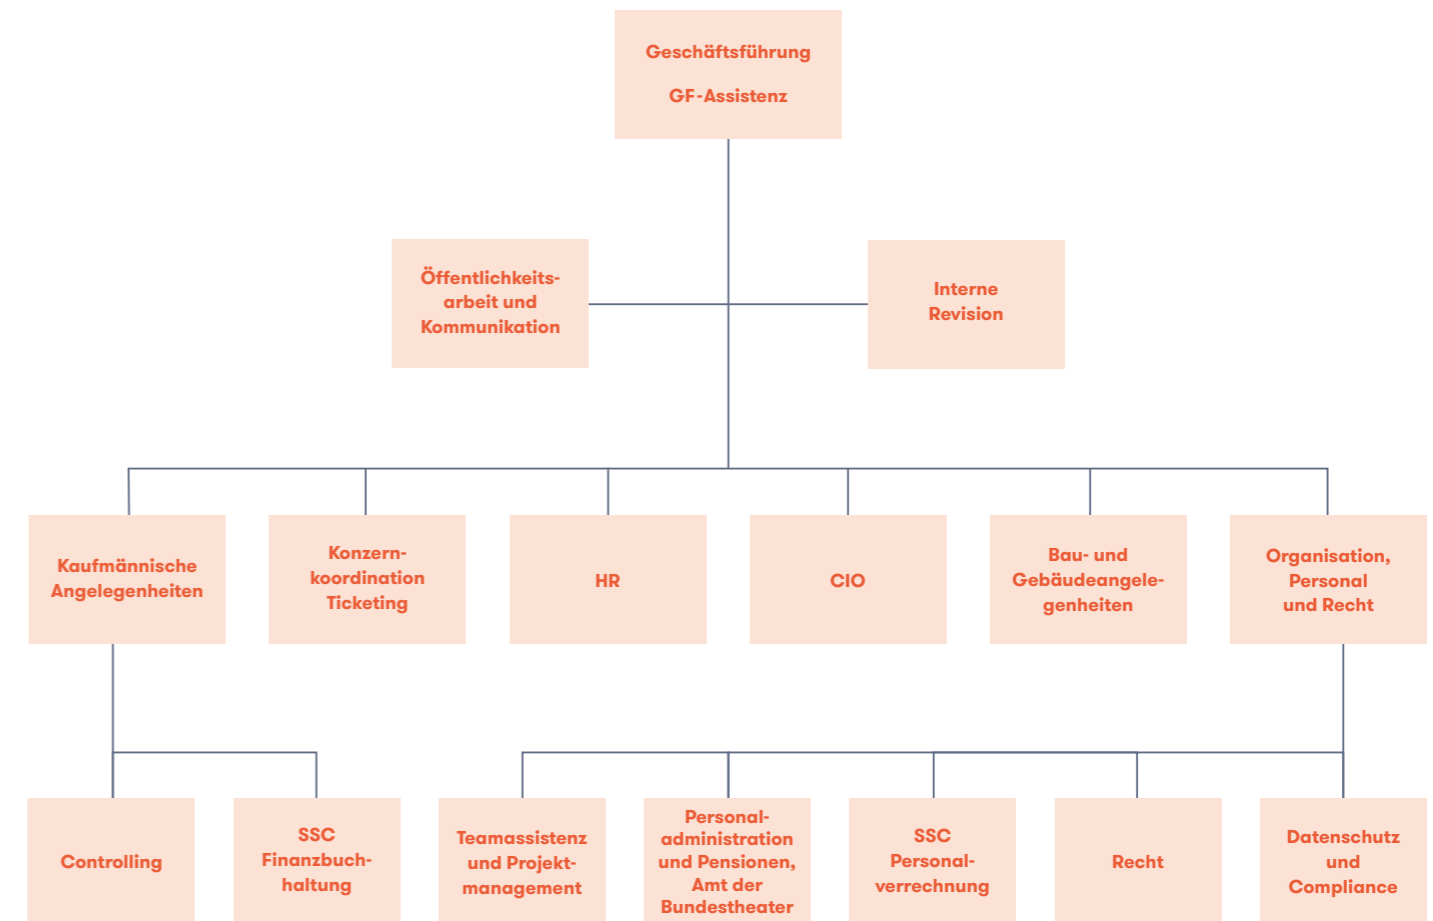 Geschäftsführung
GF-Assistenz
Öffentlichkeits-
arbeit und
Kommunikation
Interne
Revision
Kaufmännische
Angelegenheiten
Konzern-
koordination
Ticketing
HR
CIO
Bau- und
Gebäudeangele-
genheiten
Organisation,
Personal
und Recht
Controlling
SSC
Finanzbuch-
haltung
Teamassistenz
und Projekt-
management
Personal-
administration
und Pensionen,
Amt der
Bundestheater
SSC
Personal-
verrechnung
Recht
Datenschutz
und
Compliance